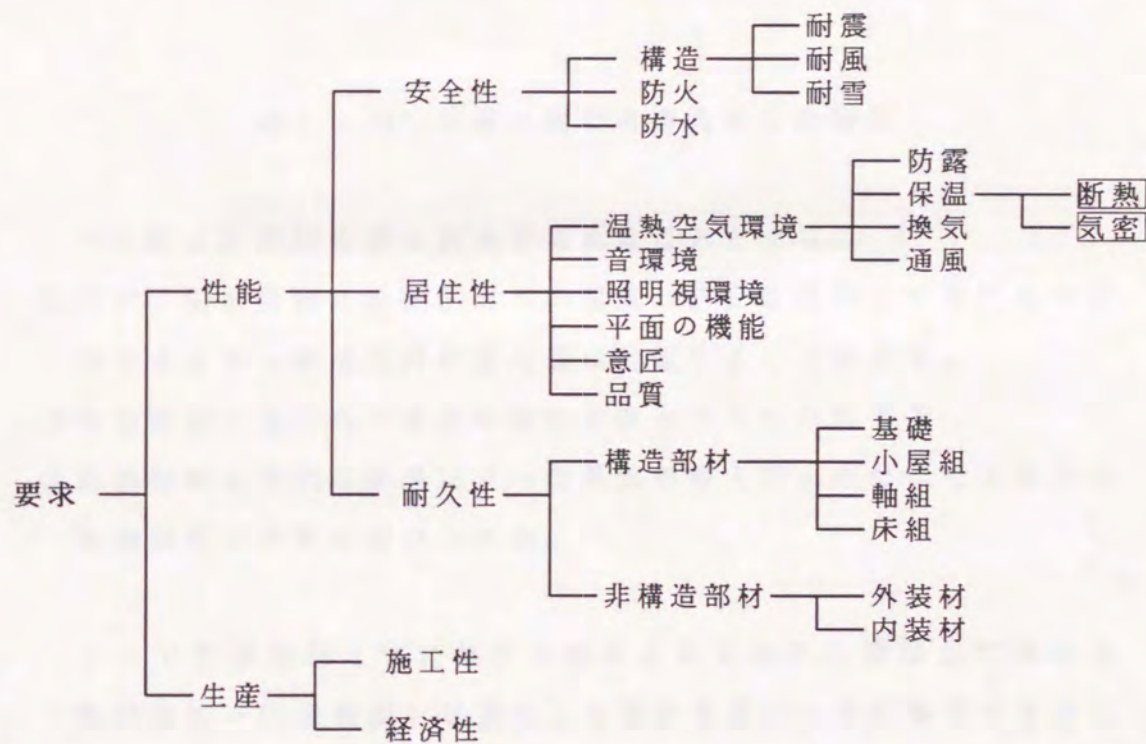 耐震
構造 耐風
安全性 防火 耐雪
防水
防露
保温 断熱
温熱空気環境 換気 気密
音環境 通風
性能 居住性 照明視環境
平面の機能
意匠
品質
基礎
構造部材 小屋組
要求 耐久性 軸組
床組
非構造部材 外装材
内装材
施工性
生産
経済性